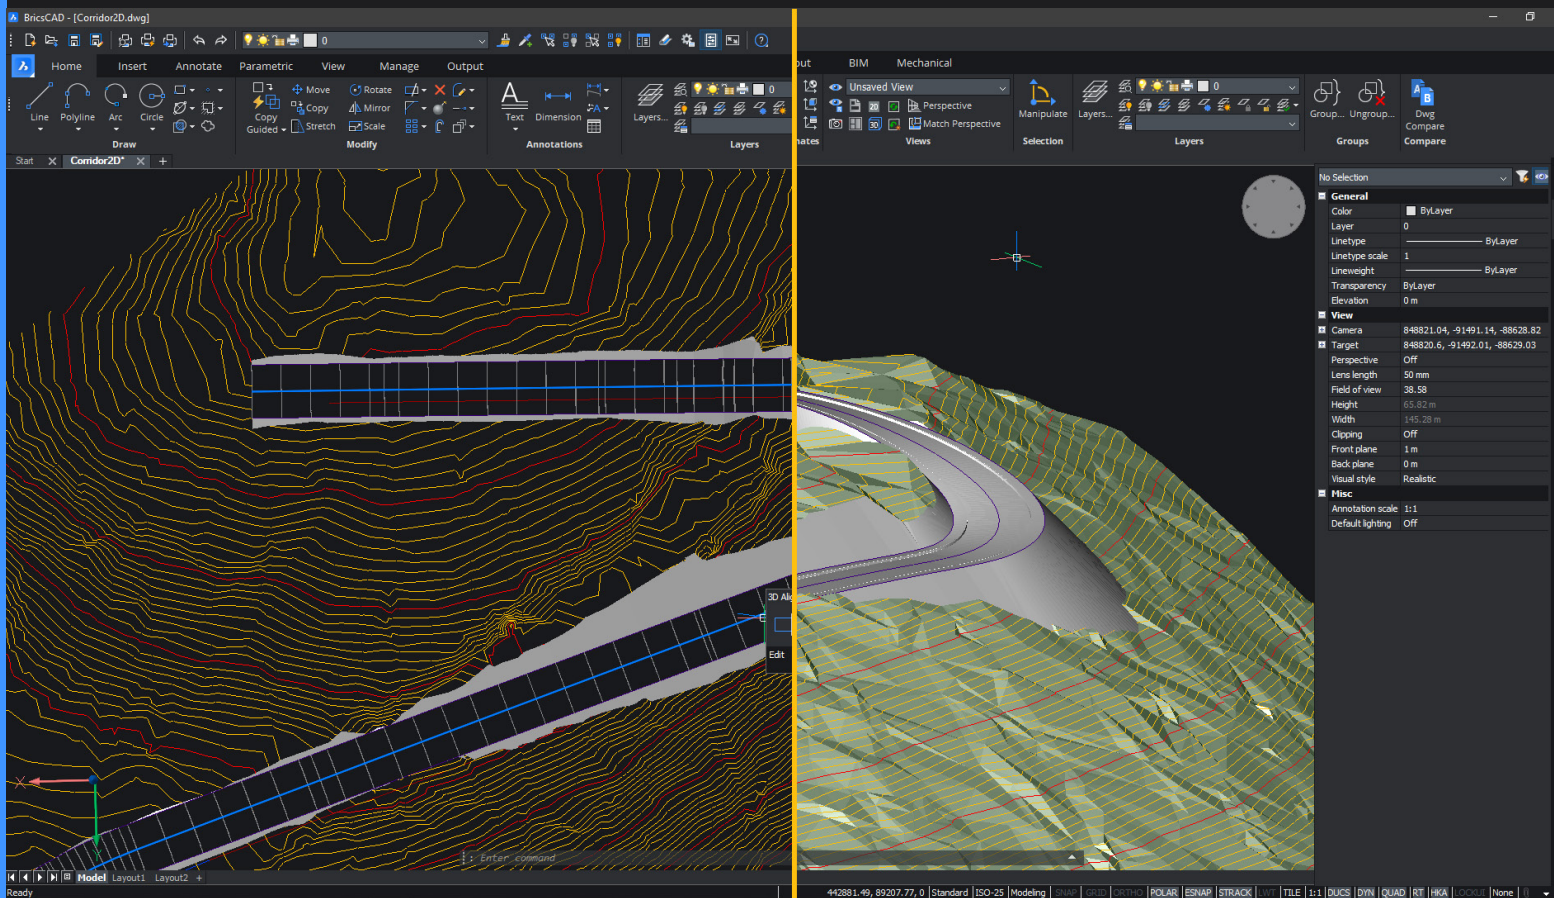 BricsCAD - [Corridor2D.dwg]
0
Home Insert Annotate Parametric View Manage Output
BIM Mechanical
Line Polyline Arc Circle
Draw
Copy
Guided
Move Rotate
Copy Mirror
Stretch Scale
Modify
Text Dimension
Annotations
Layers...
0
Layers
Unsaved View
Perspective
Match Perspective
Views
Manipulate
Selection
Layers...
0
Layers
Group... Ungroup...
Groups
Dwg
Compare
Compare
Start Corridor2D*
No Selection
General
Color ByLayer
Layer 0
Linetype ByLayer
Linetype scale 1
Lineweight ByLayer
Transparency ByLayer
Elevation 0 m
View
Camera 848821.04, -91491.14, -88628.82
Target 848820.6, -91492.01, -88629.03
Perspective Off
Lens length 50 mm
Field of view 38.58
Height 65.82 m
Width 145.28 m
Clipping Off
Front plane 1 m
Back plane 0 m
Visual style Realistic
Misc
Annotation scale 1:1
Default lighting Off
3D Alig
Edit
X
: Enter command
Model Layout1 Layout2 +
Ready
442881.49, 89207.77, 0 Standard ISO-25 Modeling SNAP GRID ORTHO POLAR ESNAP STRACK LWT TILE 1:1 DUCS DYN QUAD RT HKA LOCKUI None